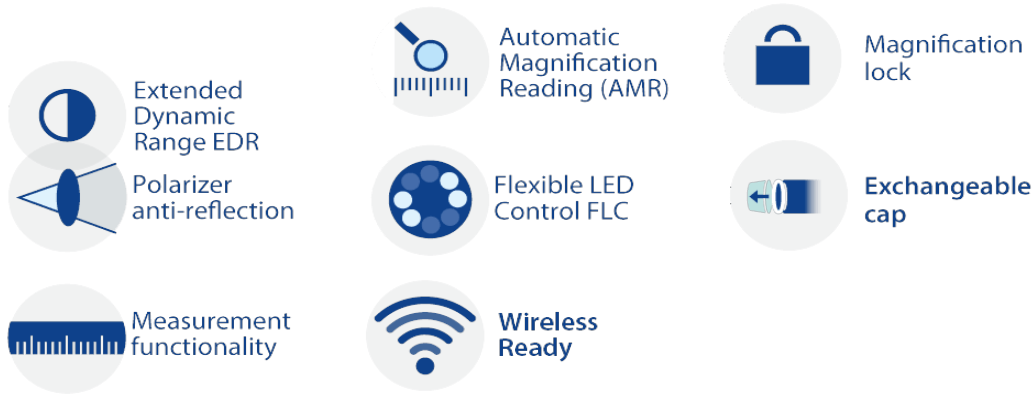 Extended
Dynamic
Range EDR
Polarizer
anti-reflection
Measurement
functionality
Automatic
Magnification
Reading (AMR)
Flexible LED
Control FLC
Wireless
Ready
Magnification
lock
Exchangeable
cap